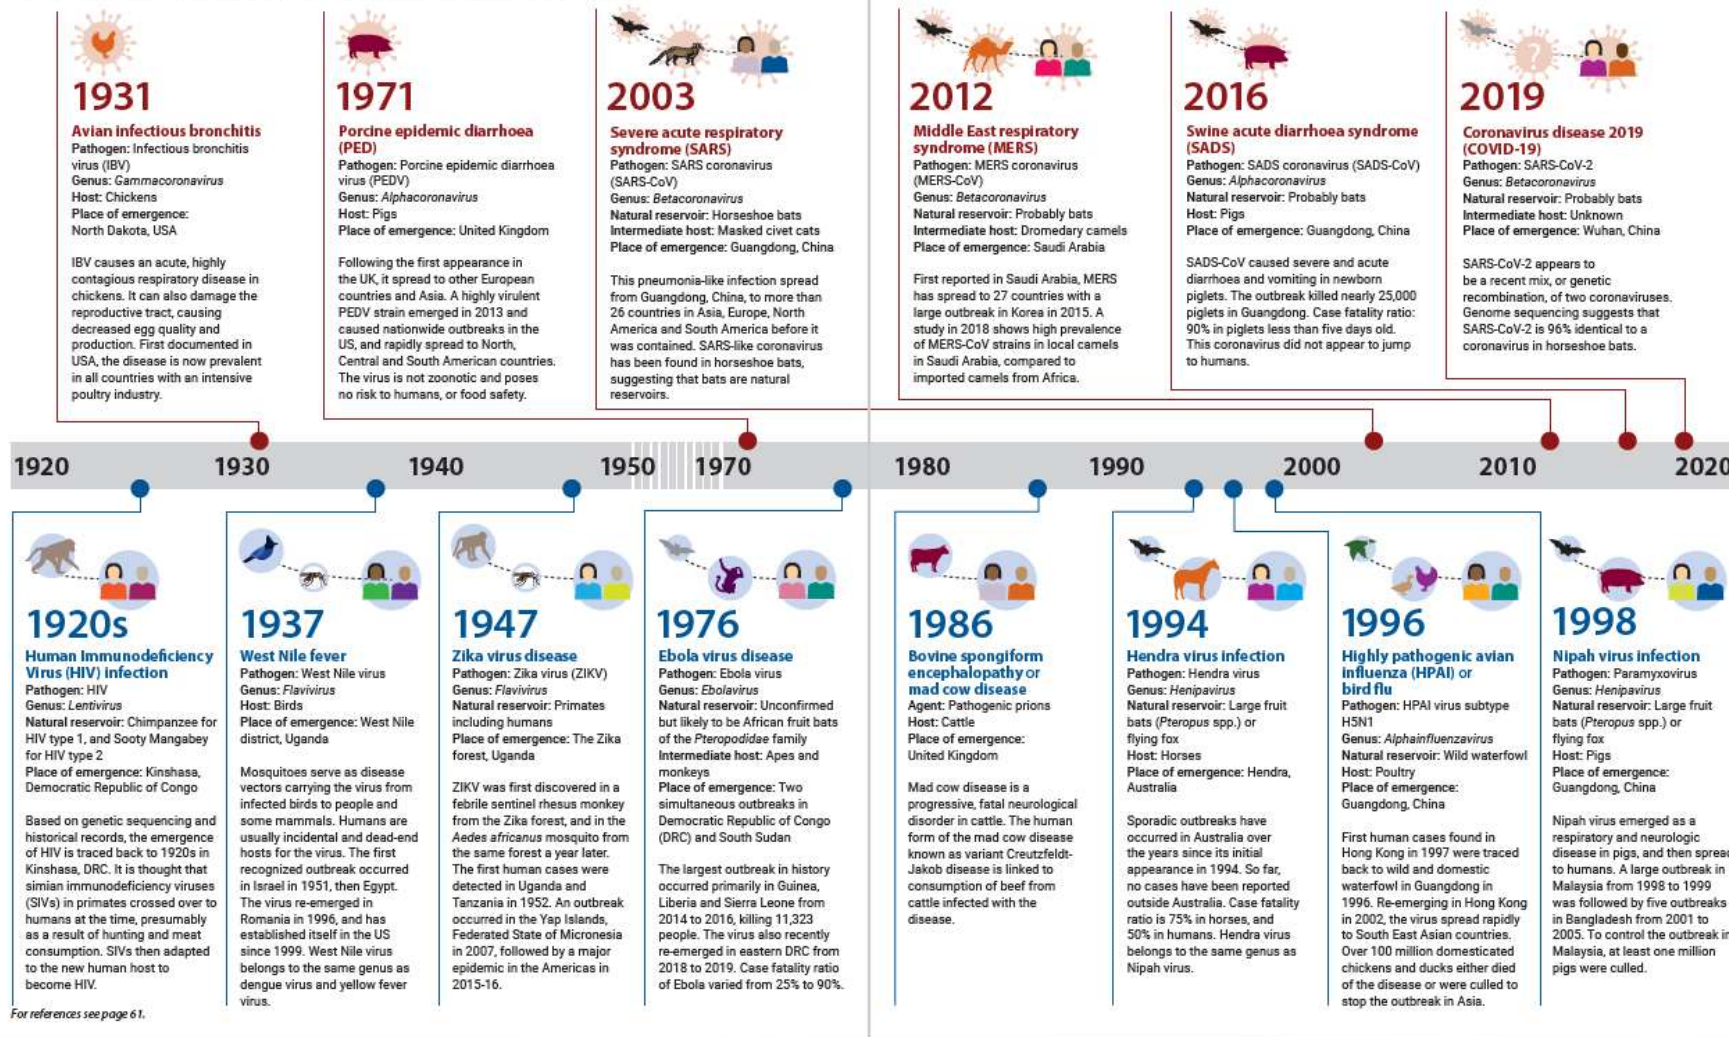 1931
Avian infectious bronchitis
Pathogen: Infectious bronchitis
virus (IBV)
Genus: Gammacoronavirus
Host: Chickens
Place of emergence:
North Dakota, USA
IBV causes an acute, highly
contagious respiratory disease in
chickens. It can also damage the
reproductive tract, causing
decreased egg quality and
production. First documented in
USA, the disease is now prevalent
in all countries with an intensive
poultry industry.
1971
Porcine epidemic diarrhoea
(PED)
Pathogen: Porcine epidemic diarrhoea
virus (PEDV)
Genus: Alphacoronavirus
Host: Pigs
Place of emergence: United Kingdom
Following the first appearance in
the UK, it spread to other European
countries and Asia. A highly virulent
PEDV strain emerged in 2013 and
caused nationwide outbreaks in the
US, and rapidly spread to North,
Central and South American countries.
The virus is not zoonotic and poses
no risk to humans, or food safety.
2003
Severe acute respiratory
syndrome (SARS)
Pathogen: SARS coronavirus
(SARS-CoV)
Genus: Betacoronavirus
Natural reservoir: Horseshoe bats
Intermediate host: Masked civet cats
Place of emergence: Guangdong, China
This pneumonia-like infection spread
from Guangdong, China, to more than
26 countries in Asia, Europe, North
America and South America before it
was contained. SARS-like coronavirus
has been found in horseshoe bats,
suggesting that bats are natural
reservoirs.
2012
Middle East respiratory
syndrome (MERS)
Pathogen: MERS coronavirus
(MERS-CoV)
Genus: Betacoronavirus
Natural reservoir: Probably bats
Intermediate host: Dromedary camels
Place of emergence: Saudi Arabia
First reported in Saudi Arabia, MERS
has spread to 27 countries with a
large outbreak in Korea in 2015. A
study in 2018 shows high prevalence
of MERS-CoV strains in local camels
in Saudi Arabia, compared to
imported camels from Africa.
2016
Swine acute diarrhoea syndrome
(SADS)
Pathogen: SADS coronavirus (SADS-CoV)
Genus: Alphacoronavirus
Natural reservoir: Probably bats
Host: Pigs
Place of emergence: Guangdong, China
SADS-CoV caused severe and acute
diarrhoea and vomiting in newborn
piglets. The outbreak killed nearly 25,000
piglets in Guangdong. Case fatality ratio:
90% in piglets less than five days old.
This coronavirus did not appear to jump
to humans.
?
2019
Coronavirus disease 2019
(COVID-19)
Pathogen: SARS-CoV-2
Genus: Betacoronavirus
Natural reservoir: Probably bats
Intermediate host: Unknown
Place of emergence: Wuhan, China
SARS-CoV-2 appears to
be a recent mix, or genetic
recombination, of two coronaviruses.
Genome sequencing suggests that
SARS-CoV-2 is 96% identical to a
coronavirus in horseshoe bats.
1920 1930 1940 1950 1970 1980 1990 2000 2010 2020
1920s
Human Immunodeficiency
Virus (HIV) infection
Pathogen: HIV
Genus: Lentivirus
Natural reservoir: Chimpanzee for
HIV type 1, and Sooty Mangabey
for HIV type 2
Place of emergence: Kinshasa,
Democratic Republic of Congo
Based on genetic sequencing and
historical records, the emergence
of HIV is traced back to 1920s in
Kinshasa, DRC. It is thought that
simian immunodeficiency viruses
(SIVs) in primates crossed over to
humans at the time, presumably
as a result of hunting and meat
consumption. SIVs then adapted
to the new human host to
become HIV.
1937
West Nile fever
Pathogen: West Nile virus
Genus: Flavivirus
Host: Birds
Place of emergence: West Nile
district, Uganda
Mosquitoes serve as disease
vectors carrying the virus from
infected birds to people and
some mammals. Humans are
usually incidental and dead-end
hosts for the virus. The first
recognized outbreak occurred
in Israel in 1951, then Egypt.
The virus re-emerged in
Romania in 1996, and has
established itself in the US
since 1999. West Nile virus
belongs to the same genus as
dengue virus and yellow fever
virus.
1947
Zika virus disease
Pathogen: Zika virus (ZIKV)
Genus: Flavivirus
Natural reservoir: Primates
including humans
Place of emergence: The Zika
forest, Uganda
ZIKV was first discovered in a
febrile sentinel rhesus monkey
from the Zika forest, and in the
Aedes africanus mosquito from
the same forest a year later.
The first human cases were
detected in Uganda and
Tanzania in 1952. An outbreak
occurred in the Yap Islands,
Federated State of Micronesia
in 2007, followed by a major
epidemic in the Americas in
2015-16.
1976
Ebola virus disease
Pathogen: Ebola virus
Genus: Ebolavirus
Natural reservoir: Unconfirmed
but likely to be African fruit bats
of the Pteropodidae family
Intermediate host: Apes and
monkeys
Place of emergence: Two
simultaneous outbreaks in
Democratic Republic of Congo
(DRC) and South Sudan
The largest outbreak in history
occurred primarily in Guinea,
Liberia and Sierra Leone from
2014 to 2016, killing 11,323
people. The virus also recently
re-emerged in eastern DRC from
2018 to 2019. Case fatality ratio
of Ebola varied from 25% to 90%.
1986
Bovine spongiform
encephalopathy or
mad cow disease
Agent: Pathogenic prions
Host: Cattle
Place of emergence:
United Kingdom
Mad cow disease is a
progressive, fatal neurological
disorder in cattle. The human
form of the mad cow disease
known as variant Creutzfeldt-
Jakob disease is linked to
consumption of beef from
cattle infected with the
disease.
1994
Hendra virus infection
Pathogen: Hendra virus
Genus: Henipavirus
Natural reservoir: Large fruit
bats (Pteropus spp.) or
flying fox
Host: Horses
Place of emergence: Hendra,
Australia
Sporadic outbreaks have
occurred in Australia over
the years since its initial
appearance in 1994. So far,
no cases have been reported
outside Australia. Case fatality
ratio is 75% in horses, and
50% in humans. Hendra virus
belongs to the same genus as
Nipah virus.
1996
Highly pathogenic avian
influenza (HPAI) or
bird flu
Pathogen: HPAI virus subtype
H5N1
Genus: Alphainfluenzavirus
Natural reservoir: Wild waterfowl
Host: Poultry
Place of emergence:
Guangdong, China
First human cases found in
Hong Kong in 1997 were traced
back to wild and domestic
waterfowl in Guangdong in
1996. Re-emerging in Hong Kong
in 2002, the virus spread rapidly
to South East Asian countries.
Over 100 million domesticated
chickens and ducks either died
of the disease or were culled to
stop the outbreak in Asia.
1998
Nipah virus infection
Pathogen: Paramyxovirus
Genus: Henipavirus
Natural reservoir: Large fruit
bats (Pteropus spp.) or
flying fox
Host: Pigs
Place of emergence:
Guangdong, China
Nipah virus emerged as a
respiratory and neurologic
disease in pigs, and then spread
to humans. A large outbreak in
Malaysia from 1998 to 1999
was followed by five outbreaks
in Bangladesh from 2001 to
2005. To control the outbreak in
Malaysia, at least one million
pigs were culled.
For references see page 61.